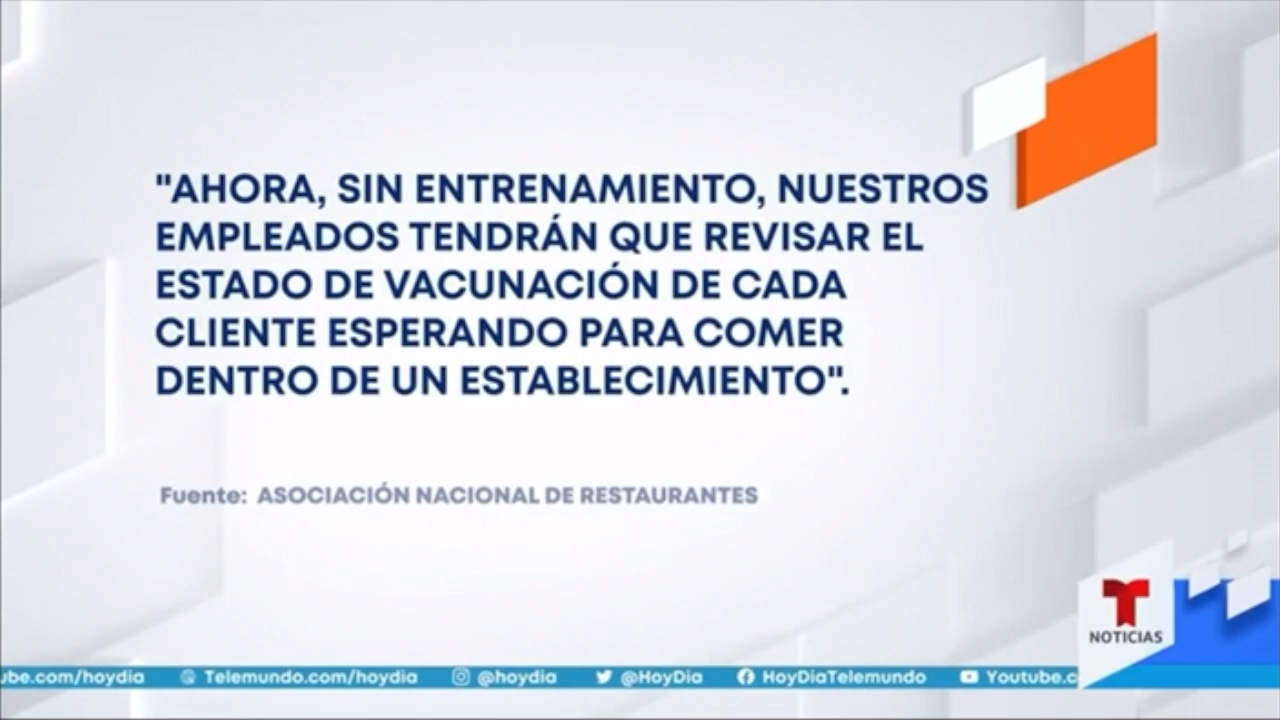 "AHORA, SIN ENTRENAMIENTO, NUESTROS
EMPLEADOS TENDRÁN QUE REVISAR EL
ESTADO DE VACUNACIÓN DE CADA
CLIENTE ESPERANDO PARA COMER
DENTRO DE UN ESTABLECIMIENTO".
Fuente: ASOCIACIÓN NACIONAL DE RESTAURANTES
T
NOTICIAS
ube.com/hoydia Telemundo.com/hoydia @hoydia @HoyDia HoyDiaTelemundo Youtube.c